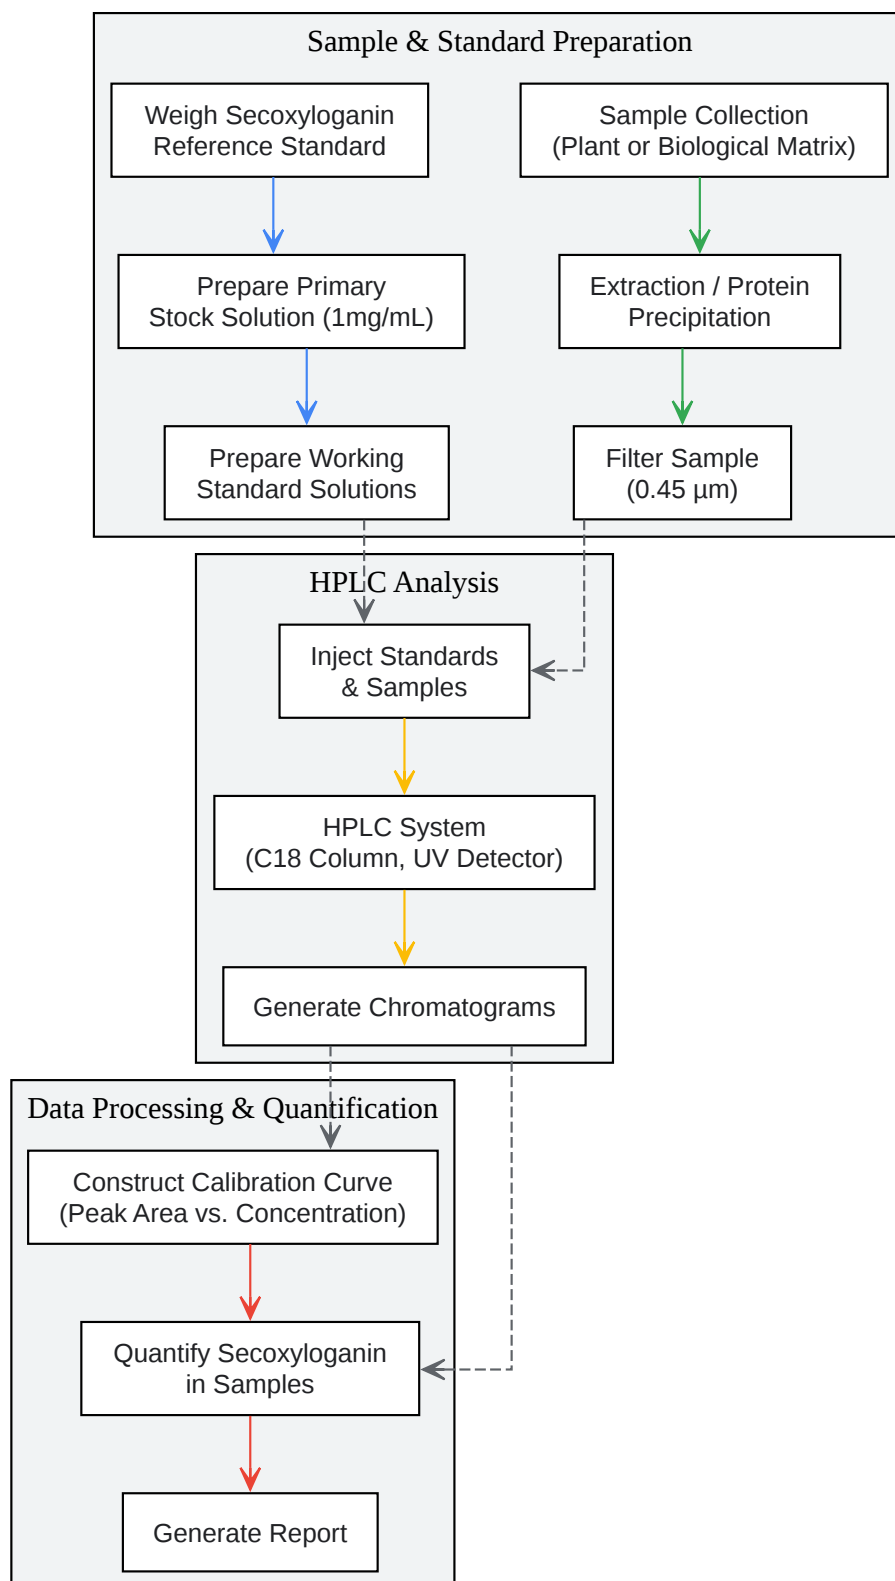 Sample & Standard Preparation
Weigh Secoxyloganin
Reference Standard
Sample Collection
(Plant or Biological Matrix)
Prepare Primary
Stock Solution (1mg/mL)
Extraction / Protein
Precipitation
Prepare Working
Standard Solutions
Filter Sample
(0.45 µm)
HPLC Analysis
Inject Standards
& Samples
HPLC System
(C18 Column, UV Detector)
Generate Chromatograms
Data Processing & Quantification
Construct Calibration Curve
(Peak Area vs. Concentration)
Quantify Secoxyloganin
in Samples
Generate Report